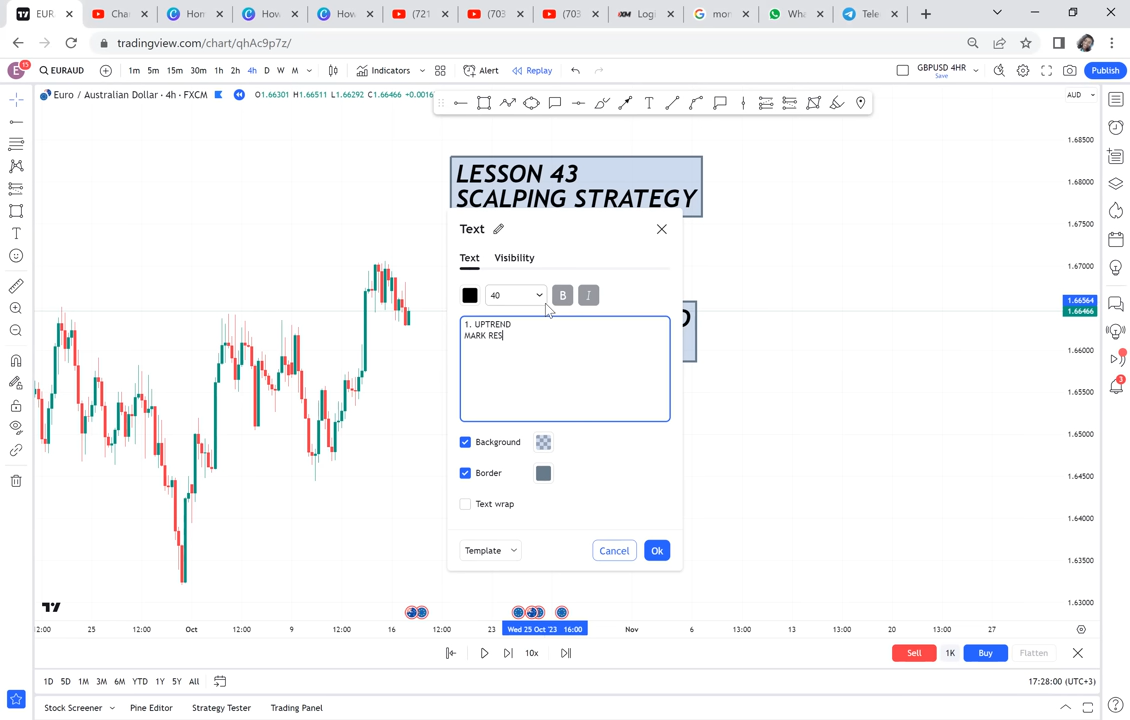 EUR
Cha
Hom
How
How
(721
(703
(703
Logi
mon
Wha
Tele
tradingview.com/chart/qhAc9p7z/
E
15
EURAUD
1m 5m 15m 30m 1h 2h 4h D W M
Indicators
Alert
Replay
GBPUSD 4HR
Save
Publish
Euro / Australian Dollar · 4h · FXCM
O1.66301 H1.66511 L1.66292 C1.66466 +0.0016
AUD
1.68500
1.68000
1.67500
1.67000
1.66564
1.66466
1.66000
1.65500
1.65000
1.64500
1.64000
1.63500
1.63000
LESSON 43
SCALPING STRATEGY
Text
Text Visibility
40
B I
1. UPTREND
MARK RES
Background
Border
Text wrap
Template
Cancel
Ok
3
12:00 25 12:00 Oct 12:00 9 12:00 16 12:00 23 Wed 25 Oct '23 16:00 Nov 6 13:00 13 13:00 20 13:00 27
10x
Sell
1K
Buy
Flatten
1D 5D 1M 3M 6M YTD 1Y 5Y All
17:28:00 (UTC+3)
Stock Screener
Pine Editor
Strategy Tester
Trading Panel